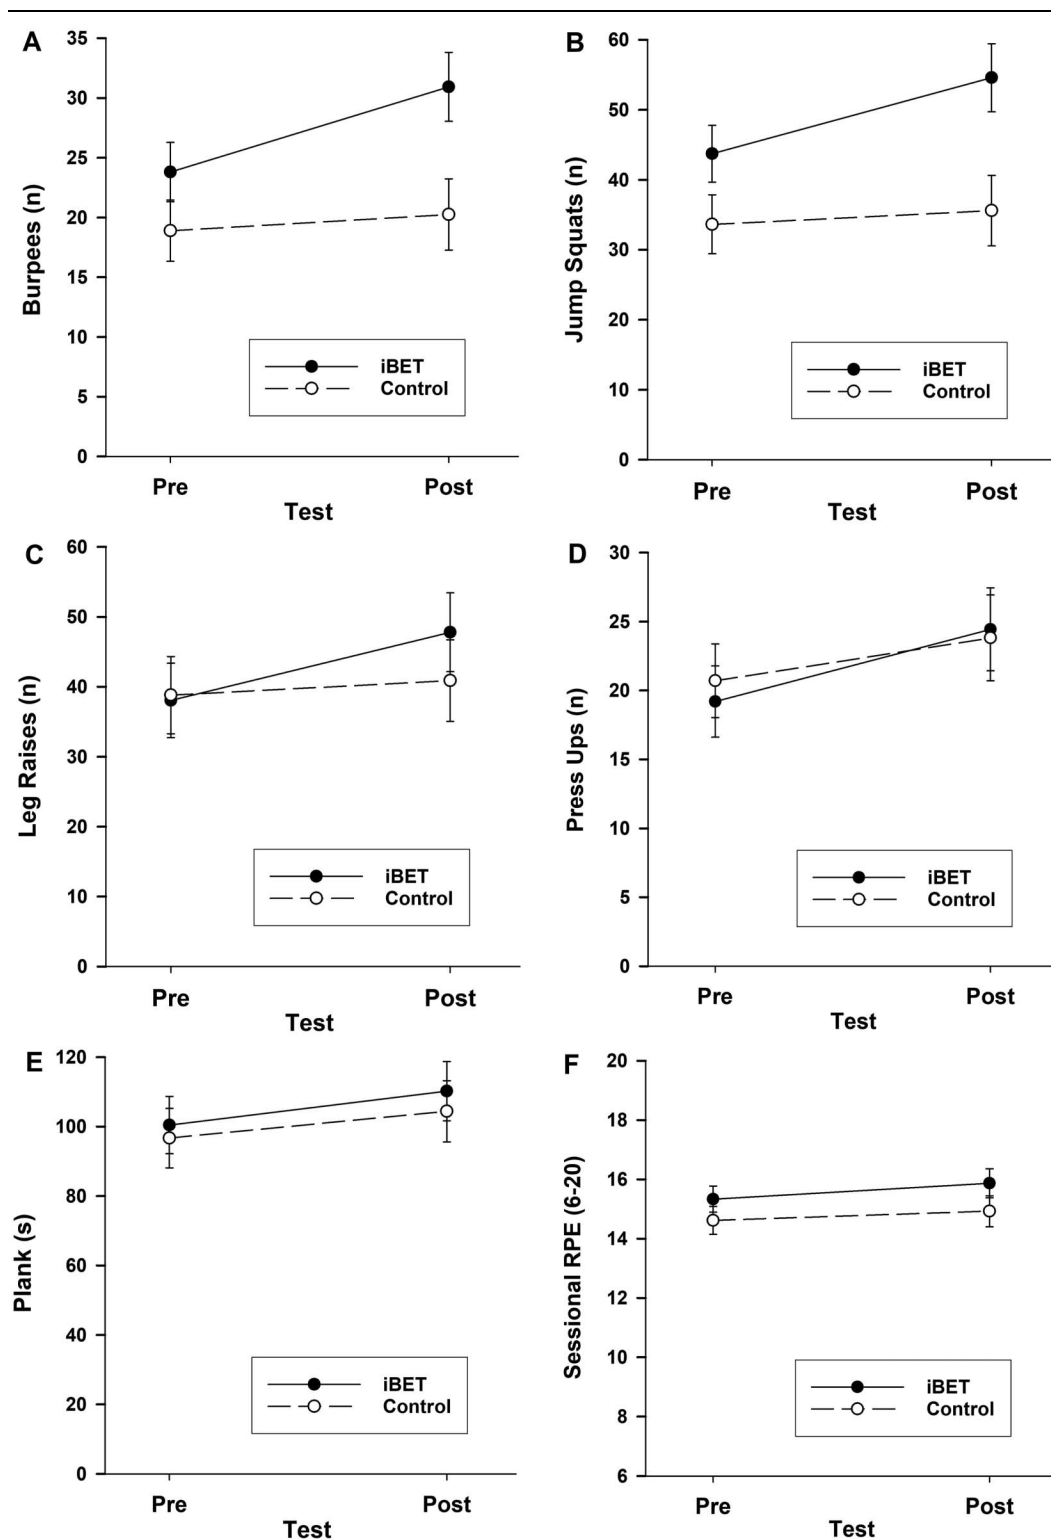 A
Burpees (n)
35
30
25
20
15
10
5
0
iBET
Control
Pre
Post
Test
B
Jump Squats (n)
60
50
40
30
20
10
0
iBET
Control
Pre
Post
Test
C
Leg Raises (n)
60
50
40
30
20
10
0
iBET
Control
Pre
Post
Test
D
Press Ups (n)
30
25
20
15
10
5
0
iBET
Control
Pre
Post
Test
E
Plank (s)
120
100
80
60
40
20
0
iBET
Control
Pre
Post
Test
F
Sessional RPE (6-20)
20
18
16
14
12
10
8
6
iBET
Control
Pre
Post
Test